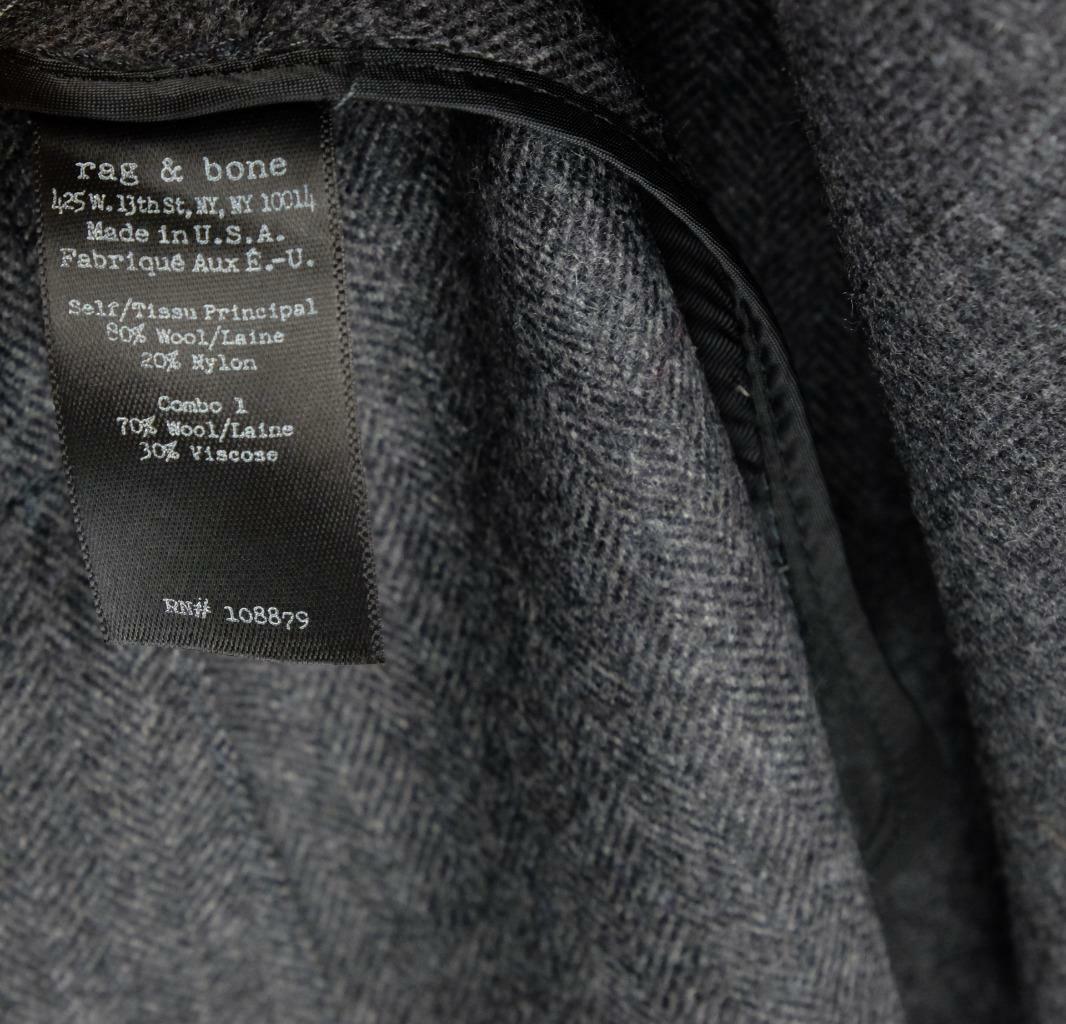 rag & bone
425 W. 13th St, NY, NY 10014
Made in U.S.A.
Fabriqué Aux É.-U.
Self/Tissu Principal
80% Wool/Laine
20% Nylon
Combo 1
70% Wool/Laine
30% Viscose
RN# 108879